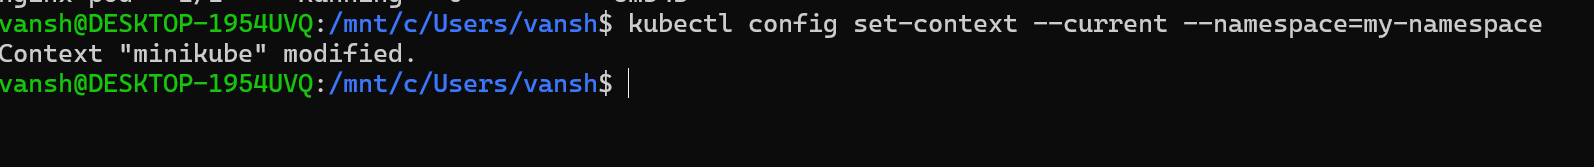 vansh@DESKTOP-1954UVQ:/mnt/c/Users/vansh$ kubectl config set-context --current --namespace=my-namespace
Context "minikube" modified.
vansh@DESKTOP-1954UVQ:/mnt/c/Users/vansh$